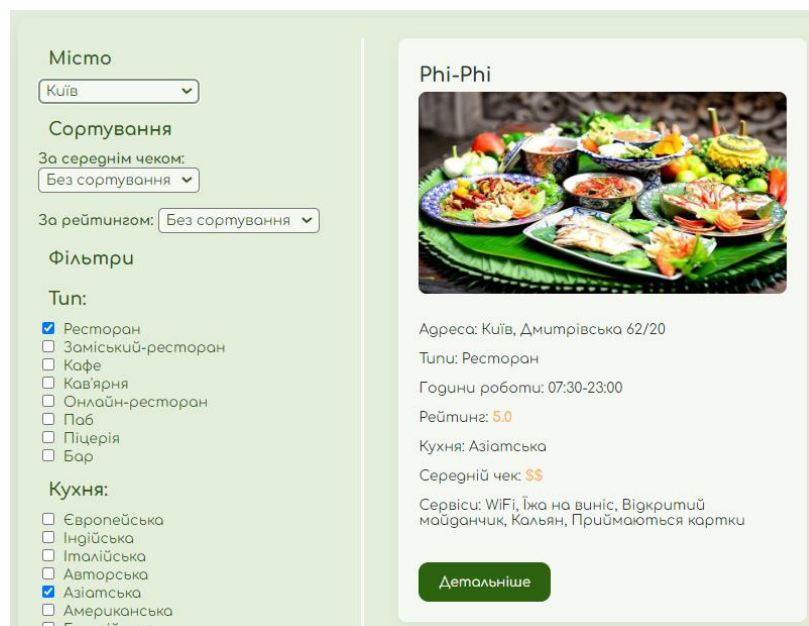 Місто
Київ
Сортування
За середнім чеком:
Без сортування
За рейтингом: Без сортування
Фільтри
Тип:
Ресторан
Заміський-ресторан
Кафе
Кав'ярня
Онлайн-ресторан
Паб
Піцерія
Бар
Кухня:
Європейська
Індійська
Італійська
Авторська
Азіатська
Американська
Phi-Phi
Адреса: Київ, Дмитрівська 62/20
Типи: Ресторан
Години роботи: 07:30-23:00
Рейтинг: 5.0
Кухня: Азіатська
Середній чек: $$
Сервіси: WiFi, Їжа на виніс, Відкритий
майданчик, Кальян, Приймаються картки
Детальніше